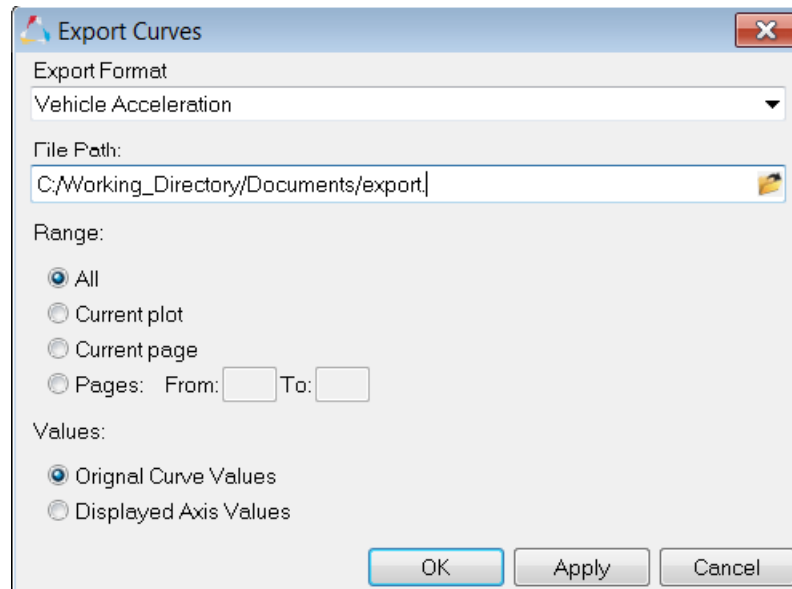 Export Curves
Export Format
Vehicle Acceleration
File Path:
C:/Working_Directory/Documents/export.
Range:
All
Current plot
Current page
Pages: From: To:
Values:
Orignal Curve Values
Displayed Axis Values
OK Apply Cancel